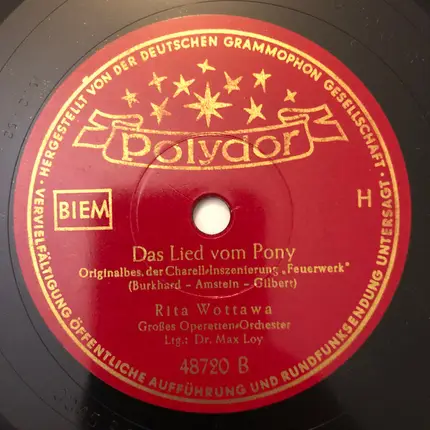 HERGESTELLT VON DER DEUTSCHEN GRAMMOPHON GESELLSCHAFT · VERVIELFÄLTIGUNG ÖFFENTLICHE AUFFÜHRUNG UND RUNDFUNKSENDUNG UNTERSAGT ·
Polydor
BIEM
H
Das Lied vom Pony
Originalbes. der Charell-Inszenierung „Feuerwerk"
(Burkhard - Amstein - Gilbert)
Rita Wottawa
Großes Operetten-Orchester
Ltg.: Dr. Max Loy
48720 B